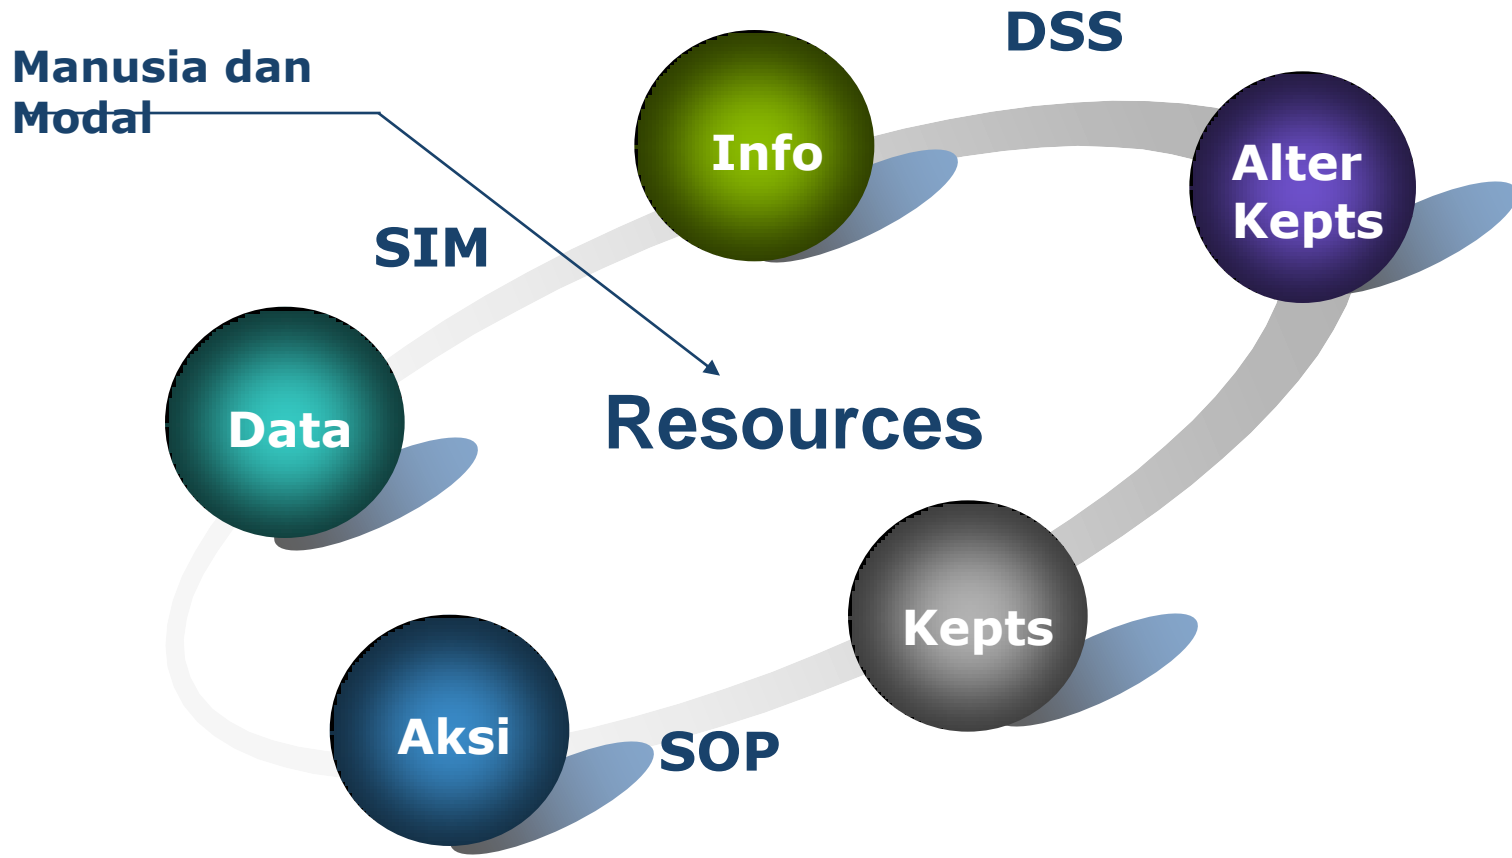 DSS
Manusia dan
Modal
Info
Alter
Kepts
SIM
Data
Resources
Kepts
Aksi
SOP